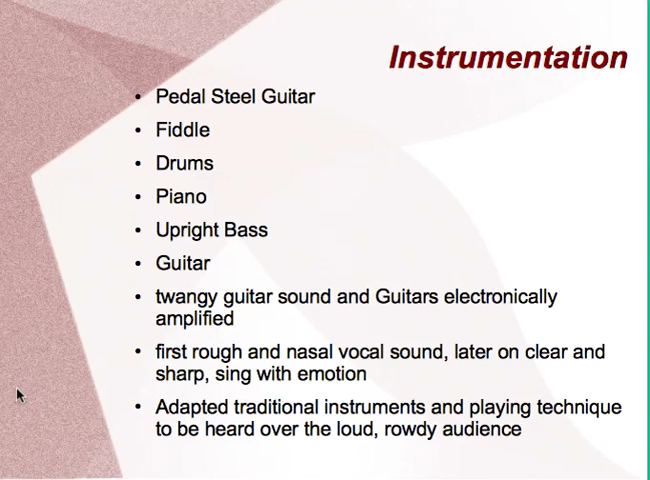 Instrumentation
• Pedal Steel Guitar
• Fiddle
• Drums
• Piano
• Upright Bass
• Guitar
• twangy guitar sound and Guitars electronically
amplified
• first rough and nasal vocal sound, later on clear and
sharp, sing with emotion
• Adapted traditional instruments and playing technique
to be heard over the loud, rowdy audience